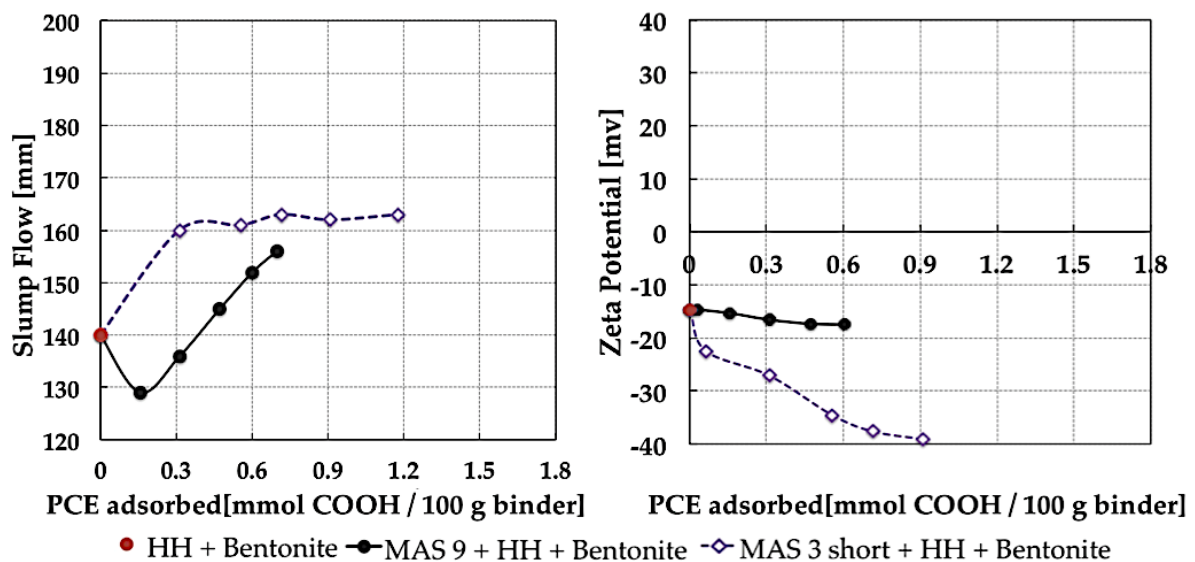 Slump Flow [mm]
200
190
180
170
160
150
140
130
120
0 0.3 0.6 0.9 1.2 1.5 1.8
PCE adsorbed[mmol COOH / 100 g binder]
Zeta Potential [mv]
40
30
20
10
0
-10
-20
-30
-40
0 0.3 0.6 0.9 1.2 1.5 1.8
PCE adsorbed[mmol COOH / 100 g binder]
HH + Bentonite MAS 9 + HH + Bentonite MAS 3 short + HH + Bentonite